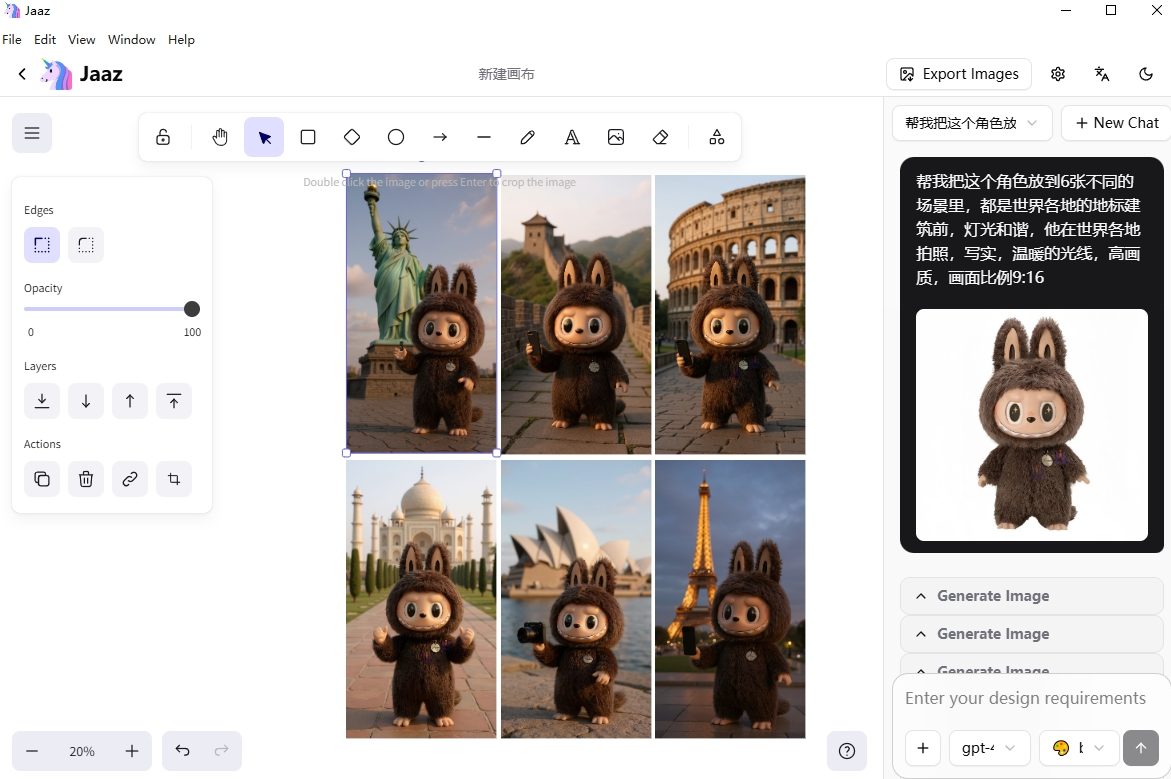 Jaaz
File Edit View Window Help
Jaaz
新建画布
Export Images
帮我把这个角色放
New Chat
Double click the image or press Enter to crop the image
Edges
Opacity
0 100
Layers
Actions
20%
帮我把这个角色放到6张不同的
场景里，都是世界各地的地标建
筑前，灯光和谐，他在世界各地
拍照，写实，温暖的光线，高画
质，画面比例9:16
Generate Image
Generate Image
Generate Image
Enter your design requirements
gpt-4